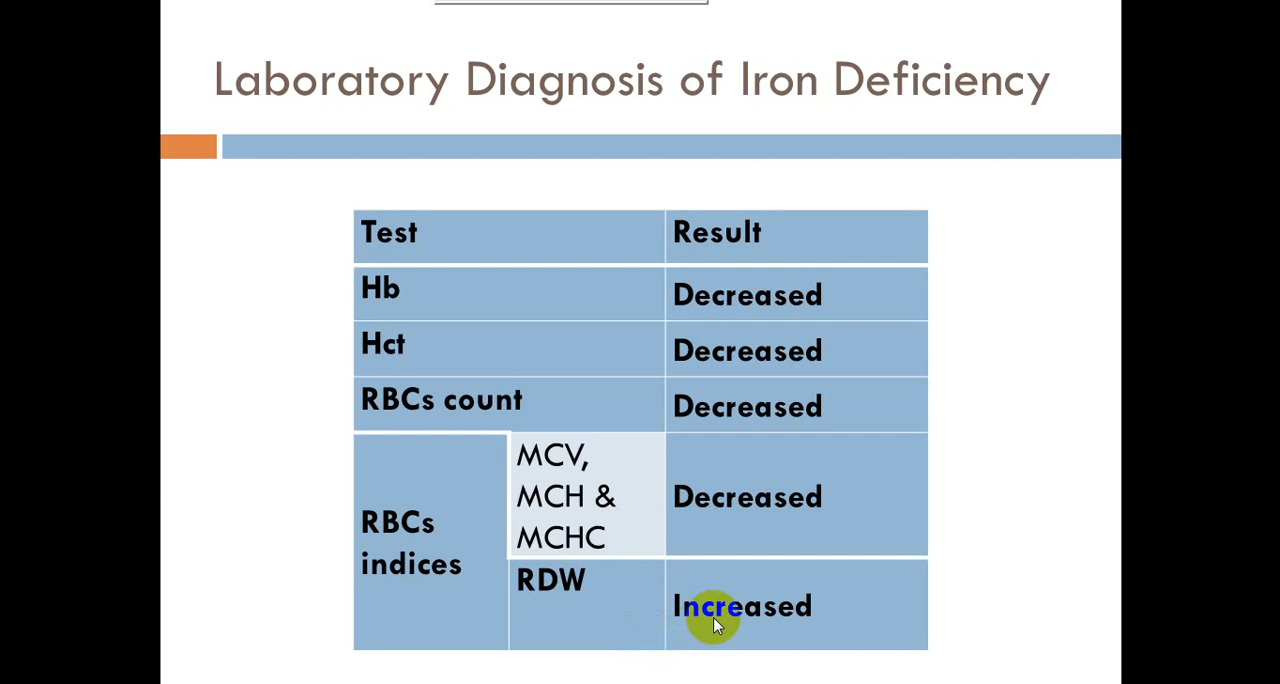 Laboratory Diagnosis of Iron Deficiency
Test Result
Hb Decreased
Hct Decreased
RBCs count Decreased
RBCs indices
MCV,
MCH &
MCHC
Decreased
RDW
Increased